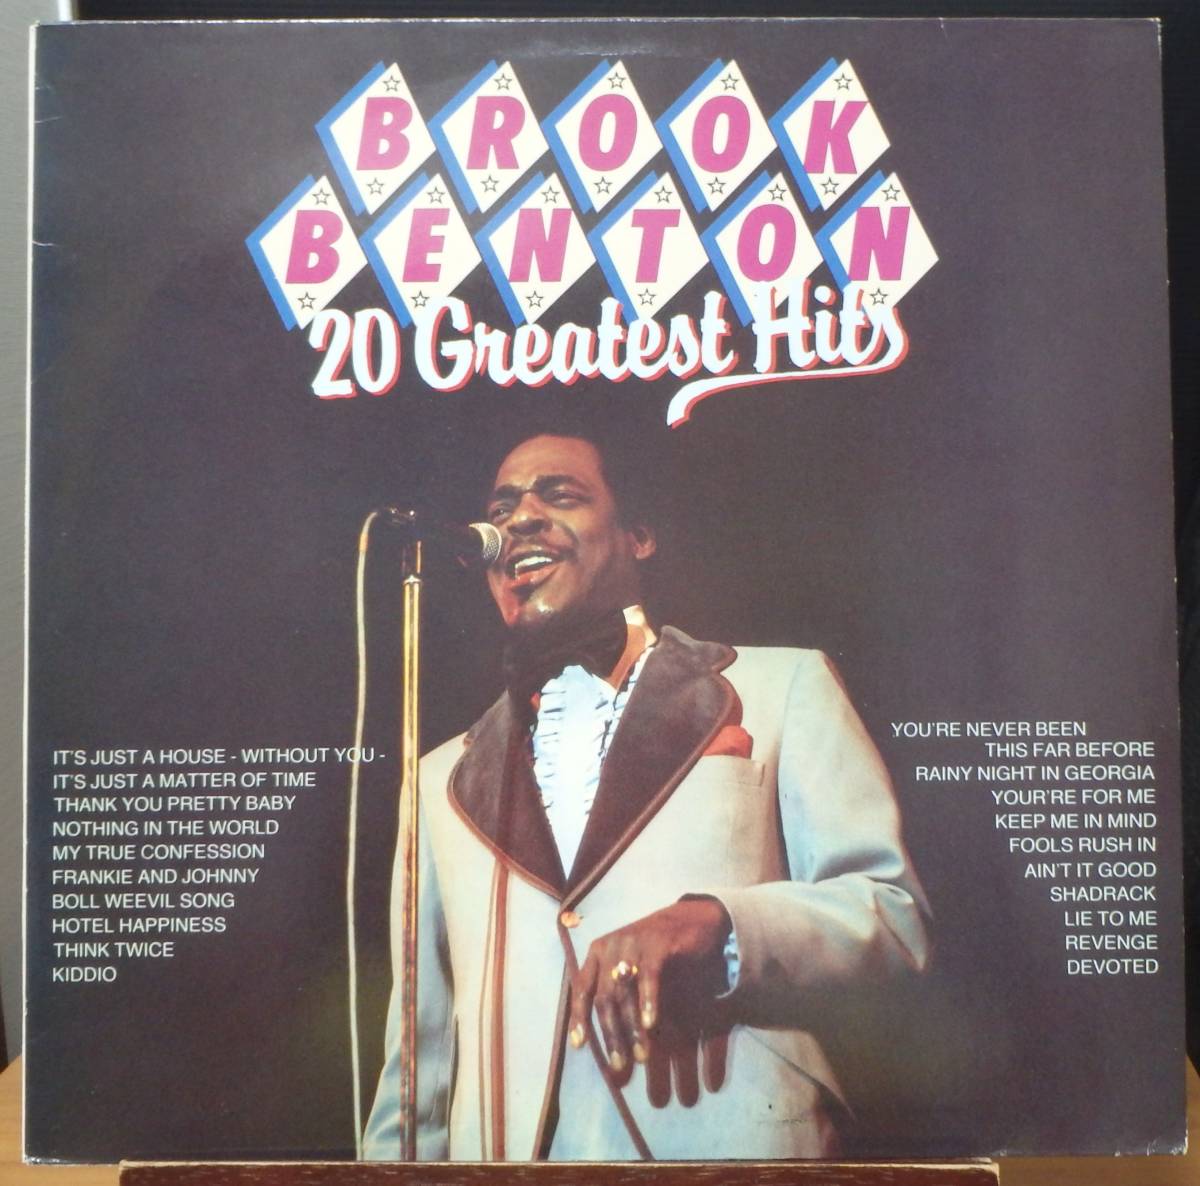 BROOK
BENTON
20 Greatest Hits
IT'S JUST A HOUSE - WITHOUT YOU -
IT'S JUST A MATTER OF TIME
THANK YOU PRETTY BABY
NOTHING IN THE WORLD
MY TRUE CONFESSION
FRANKIE AND JOHNNY
BOLL WEEVIL SONG
HOTEL HAPPINESS
THINK TWICE
KIDDIO
YOU'RE NEVER BEEN
THIS FAR BEFORE
RAINY NIGHT IN GEORGIA
YOUR'RE FOR ME
KEEP ME IN MIND
FOOLS RUSH IN
AIN'T IT GOOD
SHADRACK
LIE TO ME
REVENGE
DEVOTED